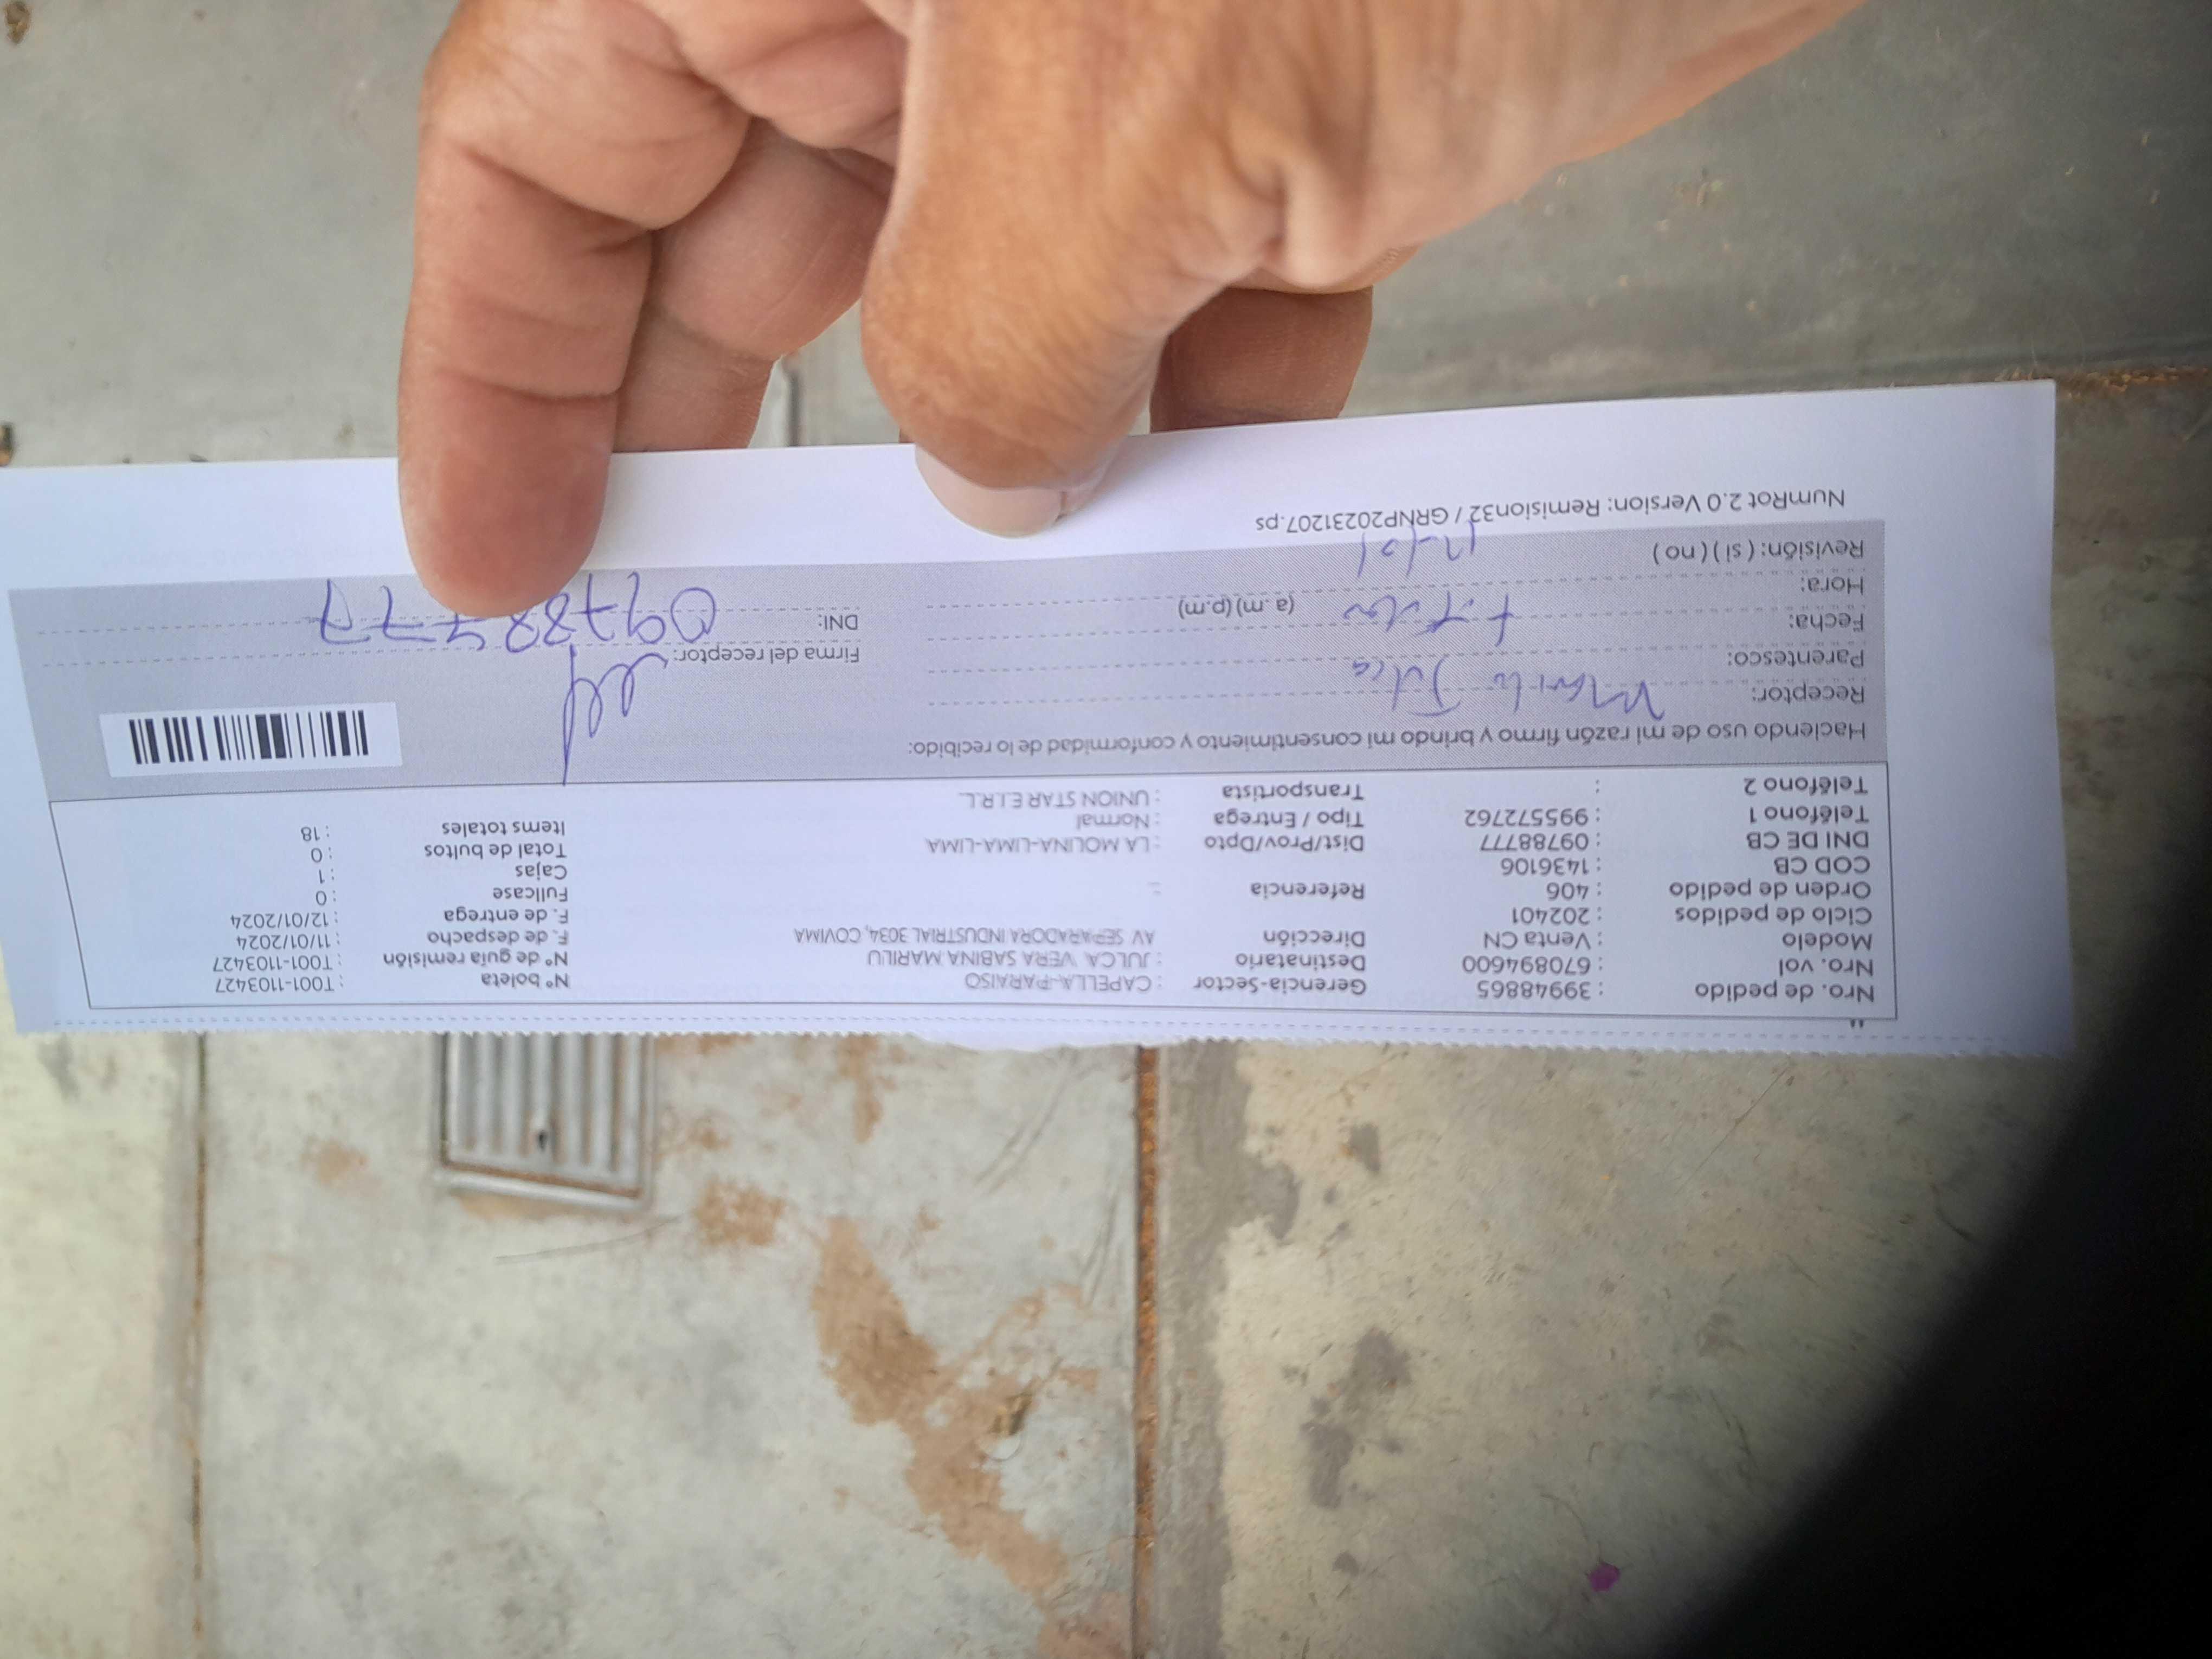 Nro. de pedido : 39948865 Gerencia-Sector : CAPELLA-PARAISO N° boleta : T001-1103427
Nro. vol : 670894600 Destinatario : JULCA VERA SABINA MARILU N° de guía remisión : T001-1103427
Modelo : Venta CN Dirección AV SEPARADORA INDUSTRIAL 3034, COVIMA F. de despacho : 11/01/2024
Ciclo de pedidos : 202401 F. de entrega : 12/01/2024
Orden de pedido : 406 Referencia Fullcase : 0
COD CB : 1436106 Cajas : 1
DNI DE CB : 09788777 Dist/Prov/Dpto : LA MOLINA-LIMA-LIMA Total de bultos : 0
Teléfono 1 : 995572762 Tipo / Entrega : Normal Items totales : 18
Teléfono 2 : Transportista : UNION STAR E.I.R.L.
Haciendo uso de mi razón firmo y brindo mi consentimiento y conformidad de lo recibido:
Receptor: Marilu Julca
Parentesco: Firma del receptor:
Fecha: DNI:
Hora: (a. m) (p.m)
Revisión: ( si ) ( no )
NumRot 2.0 Version: Remision32 / GRNP20231207.ps